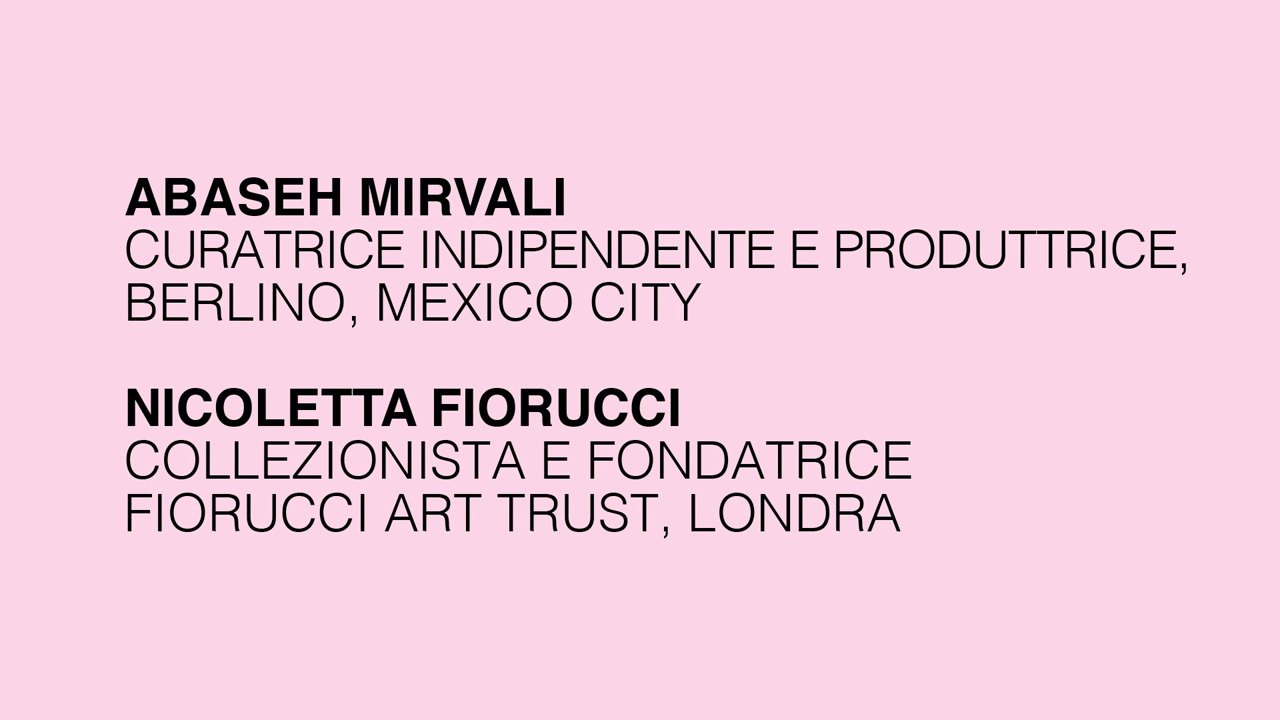 ABASEH MIRVALI
CURATRICE INDIPENDENTE E PRODUTTRICE,
BERLINO, MEXICO CITY
NICOLETTA FIORUCCI
COLLEZIONISTA E FONDATRICE
FIORUCCI ART TRUST, LONDRA